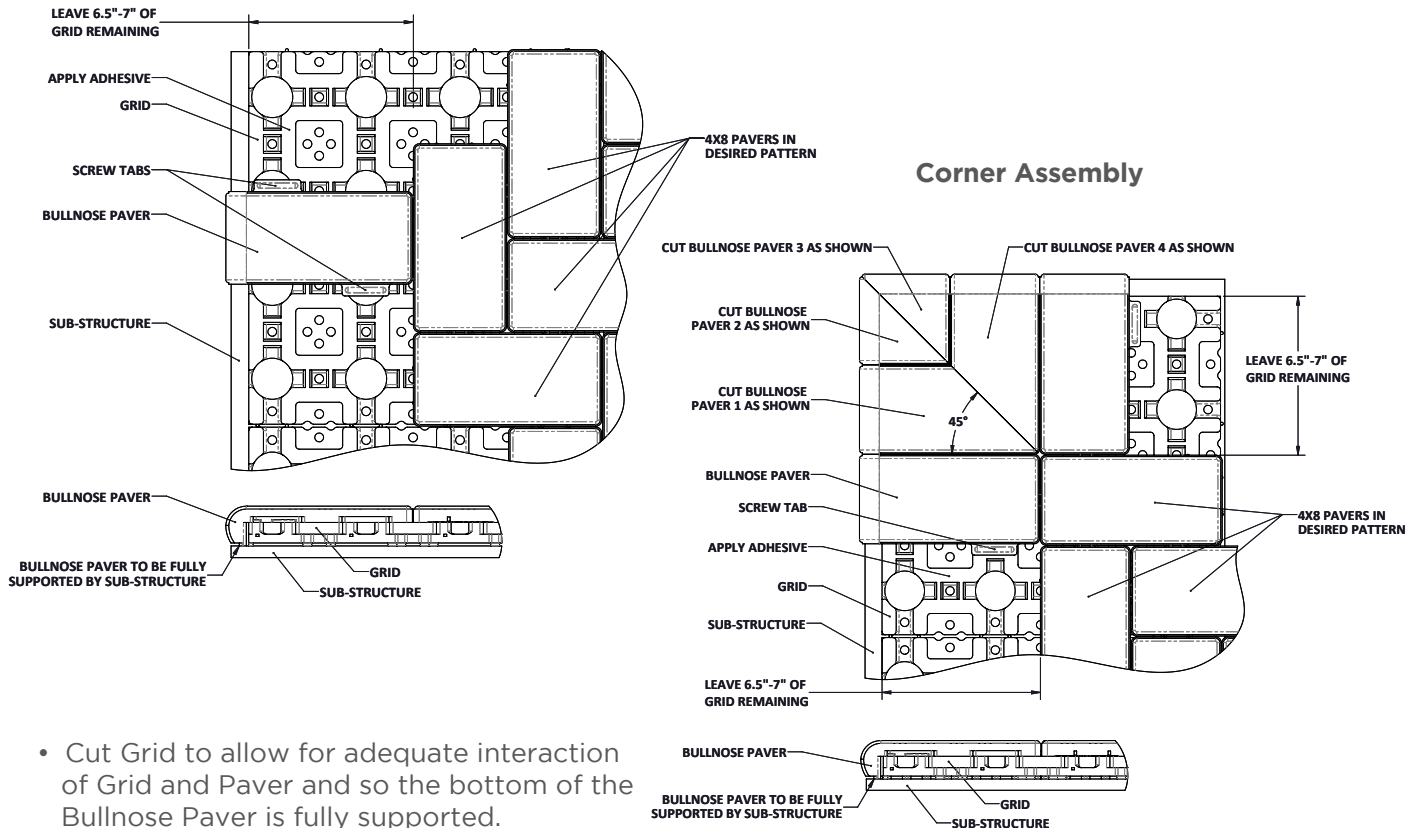 LEAVE 6.5"-7" OF
GRID REMAINING
APPLY ADHESIVE
GRID
SCREW TABS
BULLNOSE PAVER
SUB-STRUCTURE
4X8 PAVERS IN
DESIRED PATTERN
BULLNOSE PAVER
BULLNOSE PAVER TO BE FULLY
SUPPORTED BY SUB-STRUCTURE
GRID
SUB-STRUCTURE
• Cut Grid to allow for adequate interaction
of Grid and Paver and so the bottom of the
Bullnose Paver is fully supported.
Corner Assembly
CUT BULLNOSE PAVER 3 AS SHOWN
CUT BULLNOSE PAVER 4 AS SHOWN
CUT BULLNOSE
PAVER 2 AS SHOWN
CUT BULLNOSE
PAVER 1 AS SHOWN
45°
LEAVE 6.5"-7" OF
GRID REMAINING
BULLNOSE PAVER
SCREW TAB
APPLY ADHESIVE
GRID
SUB-STRUCTURE
4X8 PAVERS IN
DESIRED PATTERN
LEAVE 6.5"-7" OF
GRID REMAINING
BULLNOSE PAVER
BULLNOSE PAVER TO BE FULLY
SUPPORTED BY SUB-STRUCTURE
GRID
SUB-STRUCTURE